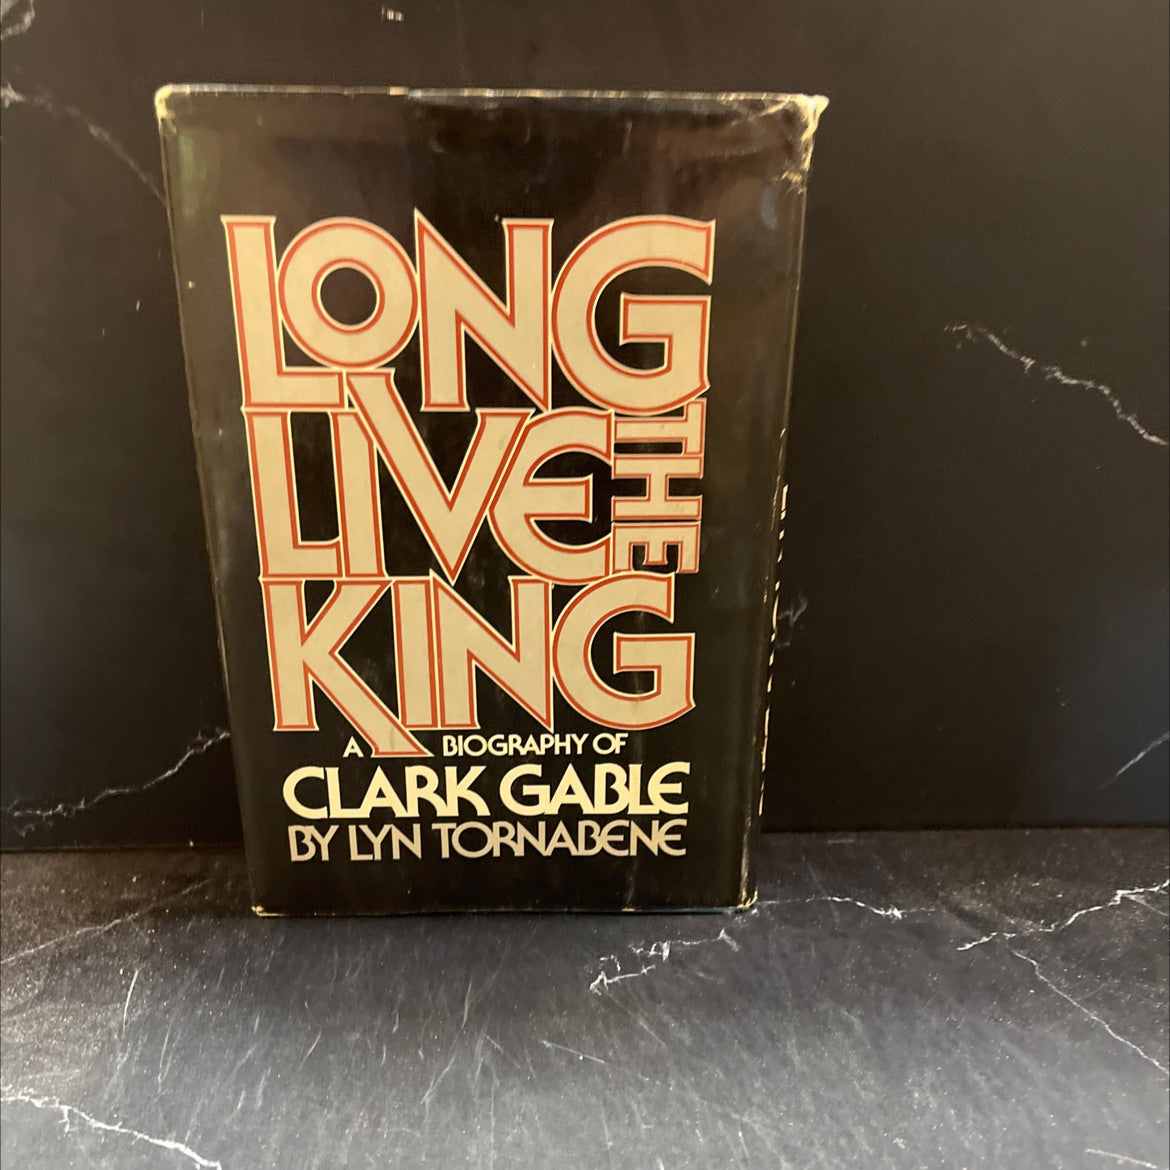 LONG
LIVE THE
KING
A BIOGRAPHY OF
CLARK GABLE
BY LYN TORNABENE